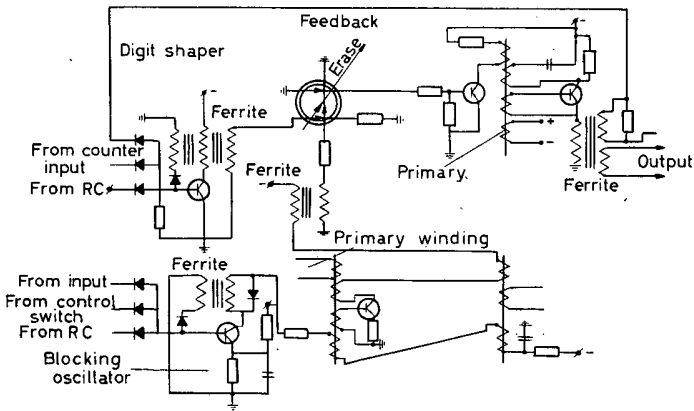 Feedback
Digit shaper
Erase
Ferrite
From counter
input
From RC
Ferrite
Primary.
+
-
Output
Ferrite
Primary winding
Ferrite
From input
From control
switch
From RC
Blocking
oscillator